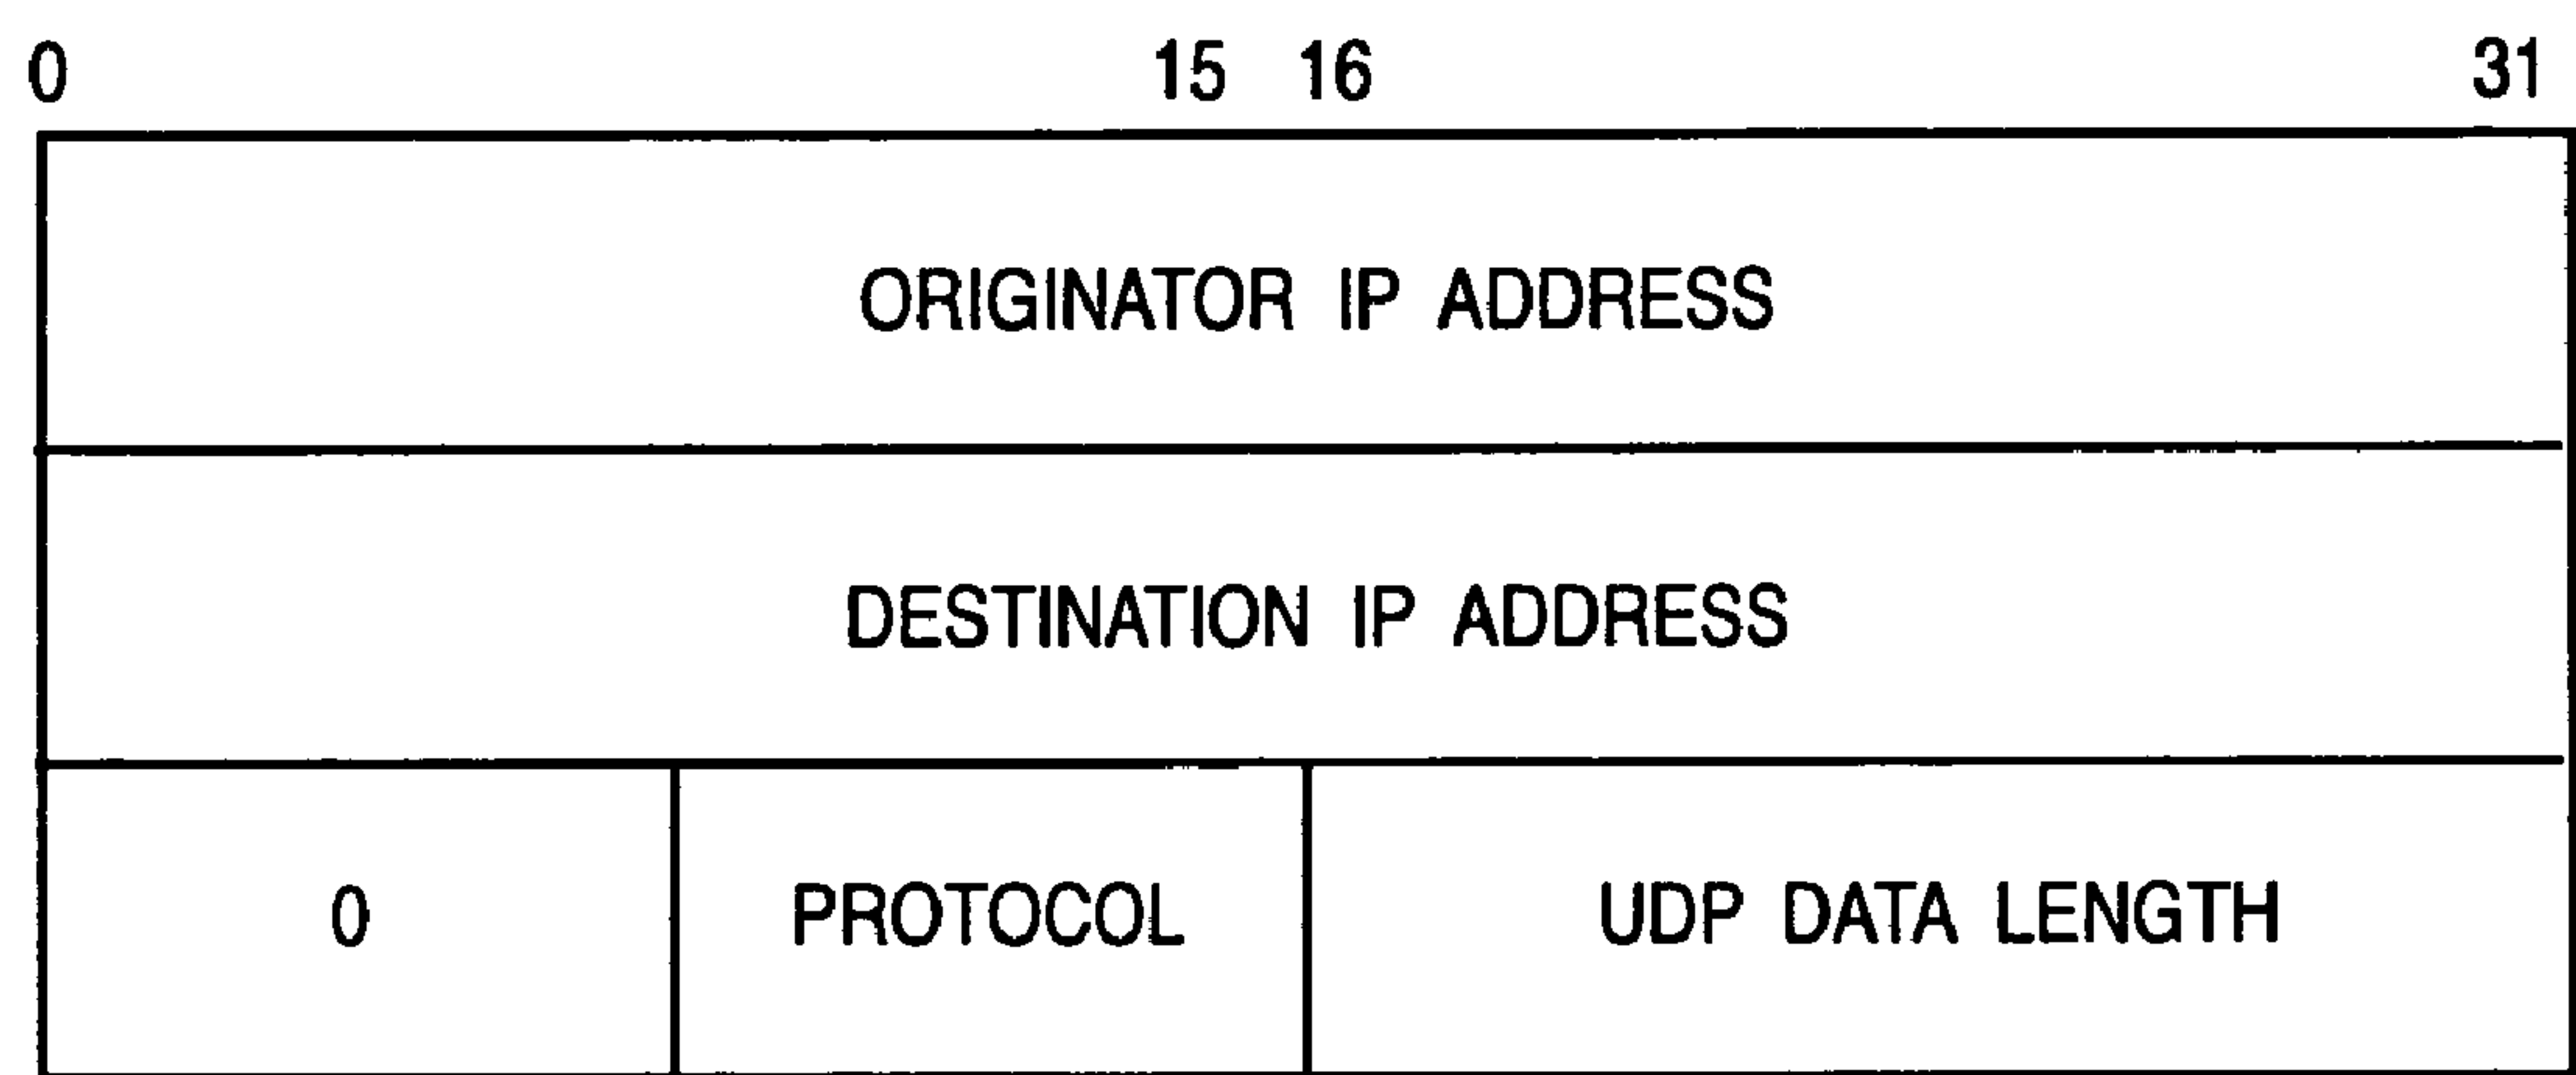 0 15 16 31
ORIGINATOR IP ADDRESS
DESTINATION IP ADDRESS
0 PROTOCOL UDP DATA LENGTH